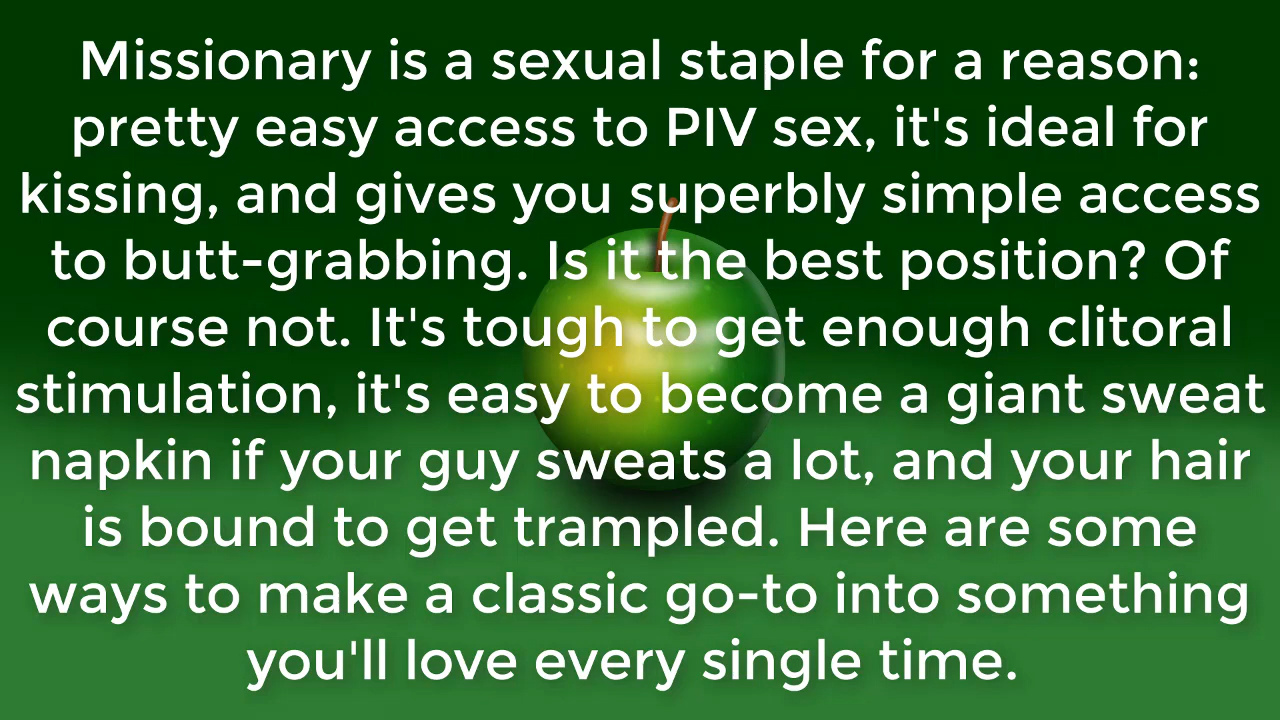 Missionary is a sexual staple for a reason:
pretty easy access to PIV sex, it's ideal for
kissing, and gives you superbly simple access
to butt-grabbing. Is it the best position? Of
course not. It's tough to get enough clitoral
stimulation, it's easy to become a giant sweat
napkin if your guy sweats a lot, and your hair
is bound to get trampled. Here are some
ways to make a classic go-to into something
you'll love every single time.